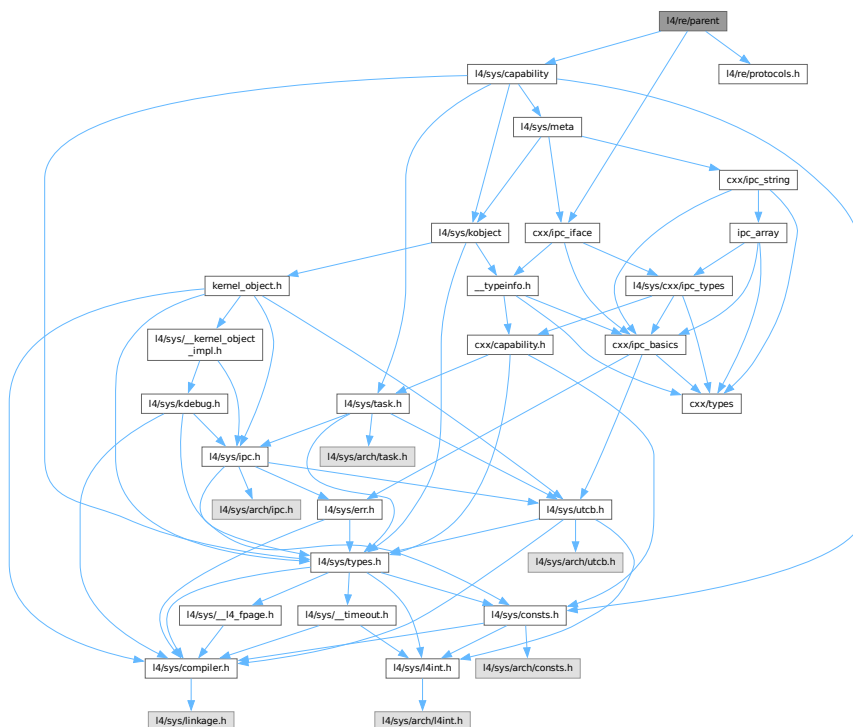 l4/re/parent
l4/sys/capability
l4/re/protocols.h
l4/sys/meta
cxx/ipc_string
l4/sys/kobject
cxx/ipc_iface
ipc_array
kernel_object.h
__typeinfo.h
l4/sys/cxx/ipc_types
l4/sys/__kernel_object
_impl.h
cxx/capability.h
cxx/ipc_basics
l4/sys/kdebug.h
l4/sys/task.h
cxx/types
l4/sys/ipc.h
l4/sys/arch/task.h
l4/sys/arch/ipc.h
l4/sys/err.h
l4/sys/utcb.h
l4/sys/types.h
l4/sys/arch/utcb.h
l4/sys/__l4_fpage.h
l4/sys/__timeout.h
l4/sys/consts.h
l4/sys/compiler.h
l4/sys/l4int.h
l4/sys/arch/consts.h
l4/sys/linkage.h
l4/sys/arch/l4int.h